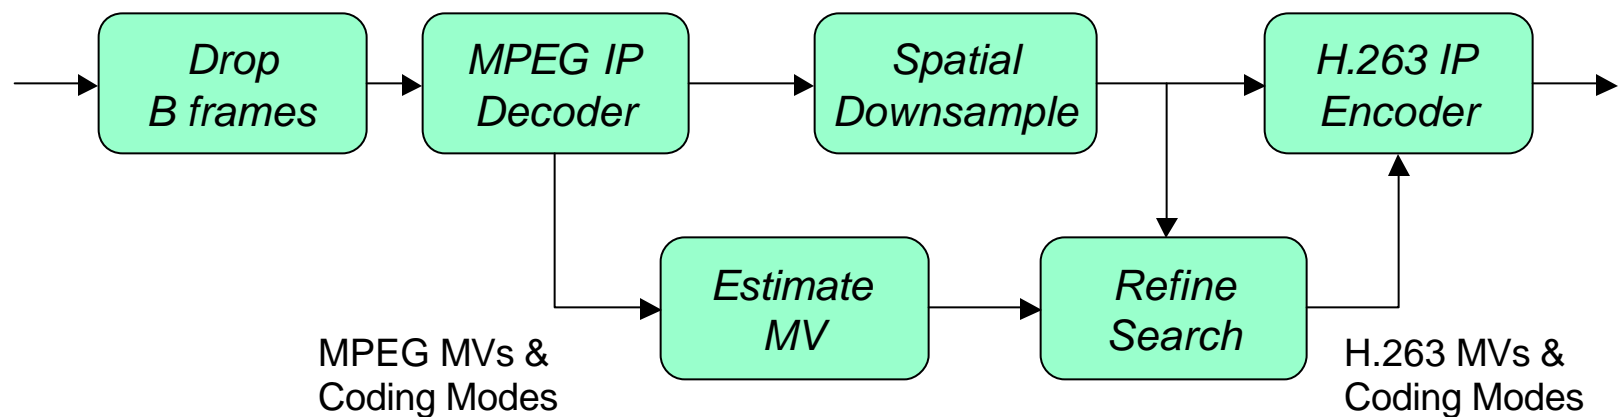 Drop
B frames
MPEG IP
Decoder
Spatial
Downsample
H.263 IP
Encoder
Estimate
MV
Refine
Search
MPEG MVs &
Coding Modes
H.263 MVs &
Coding Modes